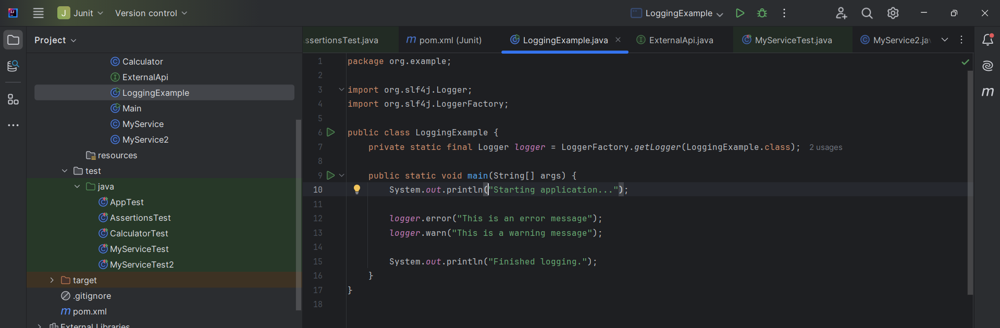 J Junit Version control LoggingExample
Project
ssertionsTest.java pom.xml (Junit) LoggingExample.java ExternalApi.java MyServiceTest.java MyService2.ja
Calculator
ExternalApi
LoggingExample
Main
MyService
MyService2
resources
test
java
AppTest
AssertionsTest
CalculatorTest
MyServiceTest
MyServiceTest2
target
.gitignore
pom.xml
External Libraries
1 package org.example;
2
3 import org.slf4j.Logger;
4 import org.slf4j.LoggerFactory;
5
6 public class LoggingExample {
7 private static final Logger logger = LoggerFactory.getLogger(LoggingExample.class); 2 usages
8
9 public static void main(String[] args) {
10 System.out.println("Starting application...");
11
12 logger.error("This is an error message");
13 logger.warn("This is a warning message");
14
15 System.out.println("Finished logging.");
16 }
17 }
18